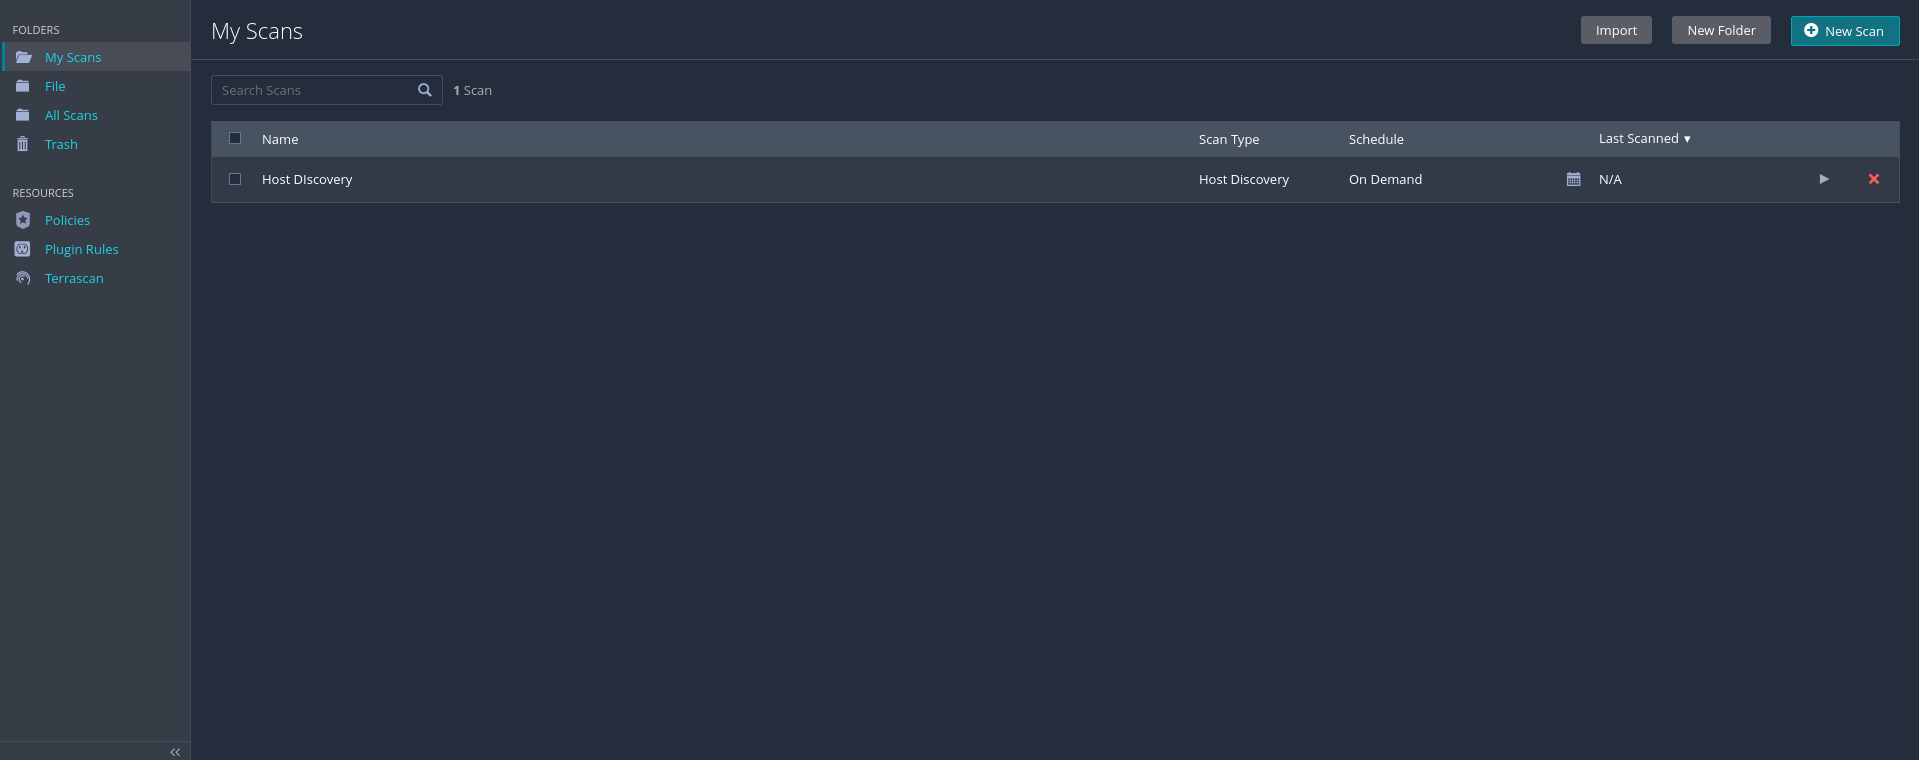 FOLDERS
My Scans
File
All Scans
Trash
RESOURCES
Policies
Plugin Rules
Terrascan
My Scans
Import New Folder New Scan
Search Scans 1 Scan
Name Scan Type Schedule Last Scanned ▼
Host DIscovery Host Discovery On Demand N/A